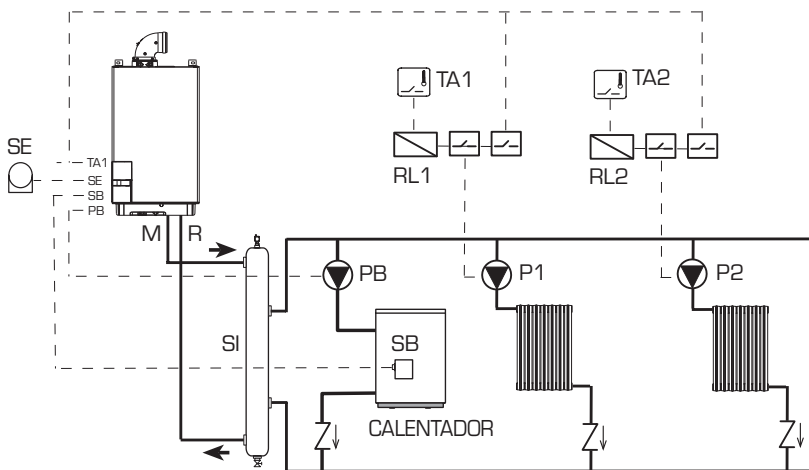 TA1
TA2
SE
TA1
SE
SB
PB
RL1
RL2
M R
PB
P1
P2
SI
SB
CALENTADOR